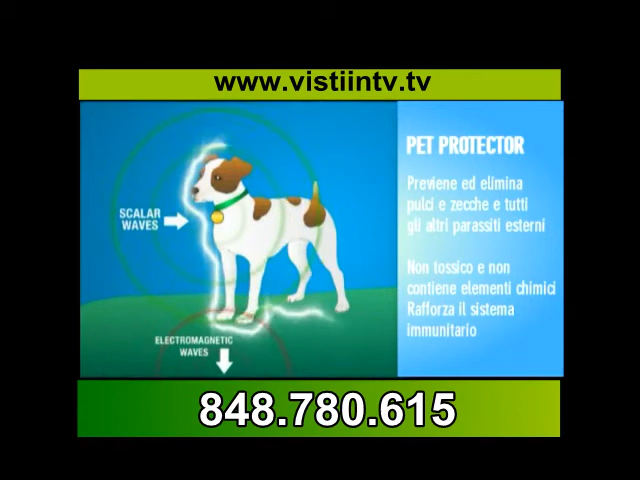 www.vistiintv.tv
PET PROTECTOR
Previene ed elimina
pulci e zecche e tutti
gli altri parassiti esterni
Non tossico e non
contiene elementi chimici
Rafforza il sistema
immunitario
SCALAR
WAVES
ELECTROMAGNETIC
WAVES
848.780.615